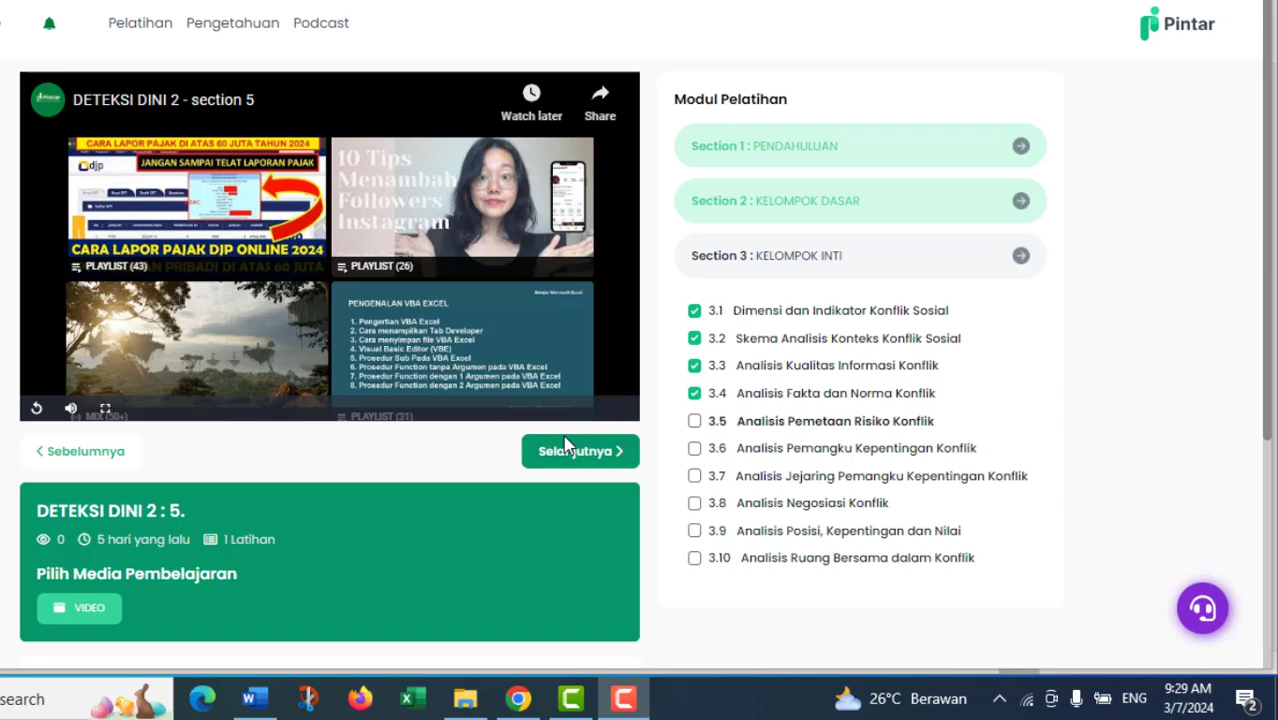 Pelatihan Pengetahuan Podcast
Pintar
DETEKSI DINI 2 - section 5
Watch later
Share
CARA LAPOR PAJAK DI ATAS 60 JUTA TAHUN 2024
djp
JANGAN SAMPAI TELAT LAPORAN PAJAK
CARA LAPOR PAJAK DJP ONLINE 2024
PLAYLIST (43)
10 Tips
Menambah
Followers
Instagram
PLAYLIST (26)
MIX (50+)
Belajar Microsoft Excel
PENGENALAN VBA EXCEL
1. Pengertian VBA Excel
2. Cara menampilkan Tab Developer
3. Cara menyimpan file VBA Excel
4. Visual Basic Editor (VBE)
5. Prosedur Sub Pada VBA Excel
6. Prosedur Function tanpa Argumen pada VBA Excel
7. Prosedur Function dengan 1 Argumen pada VBA Excel
8. Prosedur Function dengan 2 Argumen pada VBA Excel
PLAYLIST (31)
Sebelumnya
Selanjutnya
DETEKSI DINI 2 : 5.
0 5 hari yang lalu 1 Latihan
Pilih Media Pembelajaran
VIDEO
Modul Pelatihan
Section 1 : PENDAHULUAN
Section 2 : KELOMPOK DASAR
Section 3 : KELOMPOK INTI
3.1 Dimensi dan Indikator Konflik Sosial
3.2 Skema Analisis Konteks Konflik Sosial
3.3 Analisis Kualitas Informasi Konflik
3.4 Analisis Fakta dan Norma Konflik
3.5 Analisis Pemetaan Risiko Konflik
3.6 Analisis Pemangku Kepentingan Konflik
3.7 Analisis Jejaring Pemangku Kepentingan Konflik
3.8 Analisis Negosiasi Konflik
3.9 Analisis Posisi, Kepentingan dan Nilai
3.10 Analisis Ruang Bersama dalam Konflik
search
26°C Berawan
ENG
9:29 AM
3/7/2024
2